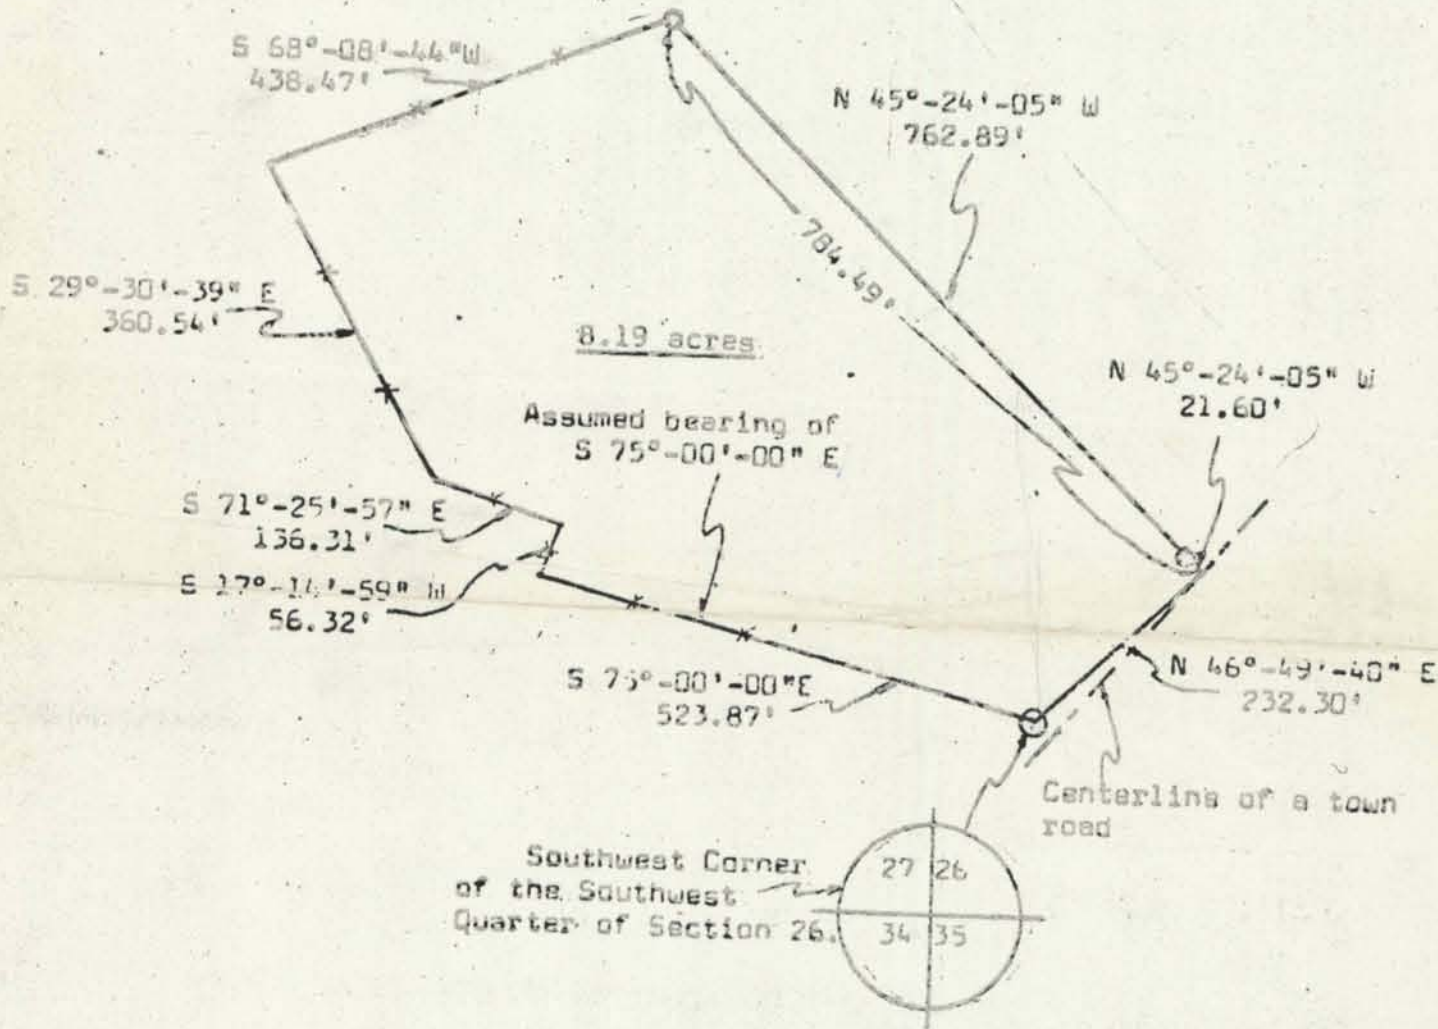 S 68°-08'-44"W
438.47'
N 45°-24'-05" W
762.89'
784.49'
S 29°-30'-39" E
360.54'
8.19 acres
N 45°-24'-05" W
21.60'
Assumed bearing of
S 75°-00'-00" E
S 71°-25'-57" E
136.31'
S 17°-14'-59" W
56.32'
S 75°-00'-00"E
523.87'
N 46°-49'-40" E
232.30'
Centerline of a town
road
Southwest Corner
of the Southwest
Quarter of Section 26.
27 26
34 35